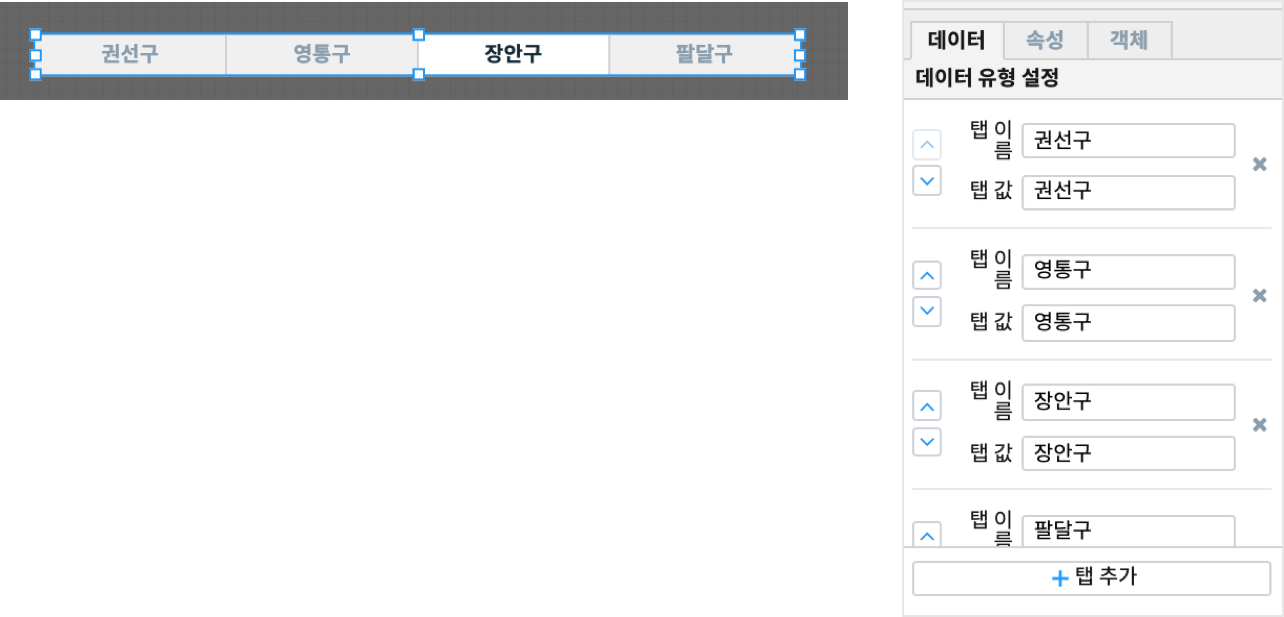 권선구 영통구 장안구 팔달구
데이터 속성 객체
데이터 유형 설정
탭 이름 권선구
탭 값 권선구
탭 이름 영통구
탭 값 영통구
탭 이름 장안구
탭 값 장안구
탭 이름 팔달구
탭 추가